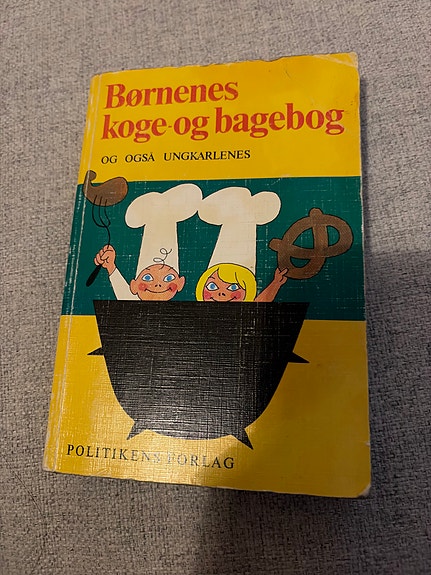 Børnenes
koge-og bagebog
OG OGSÅ UNGKARLENES
POLITIKENS FORLAG